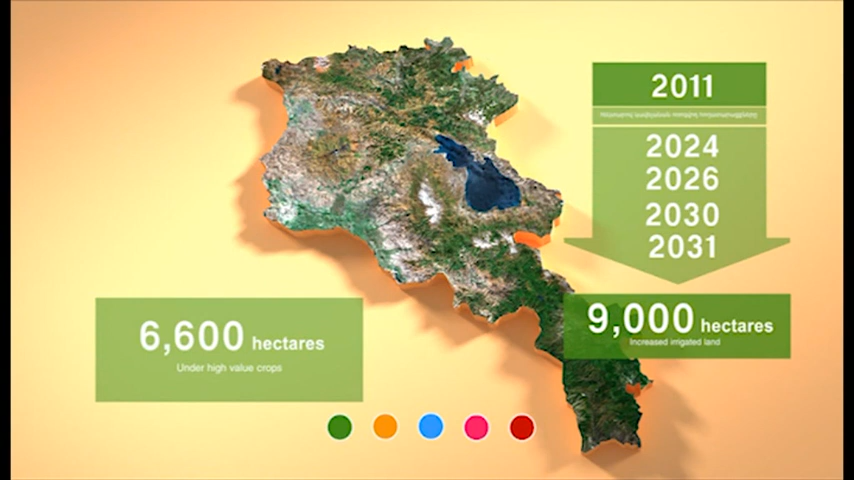 2011
2024
2026
2030
2031
6,600 hectares
Under high value crops
9,000 hectares
Increased irrigated land